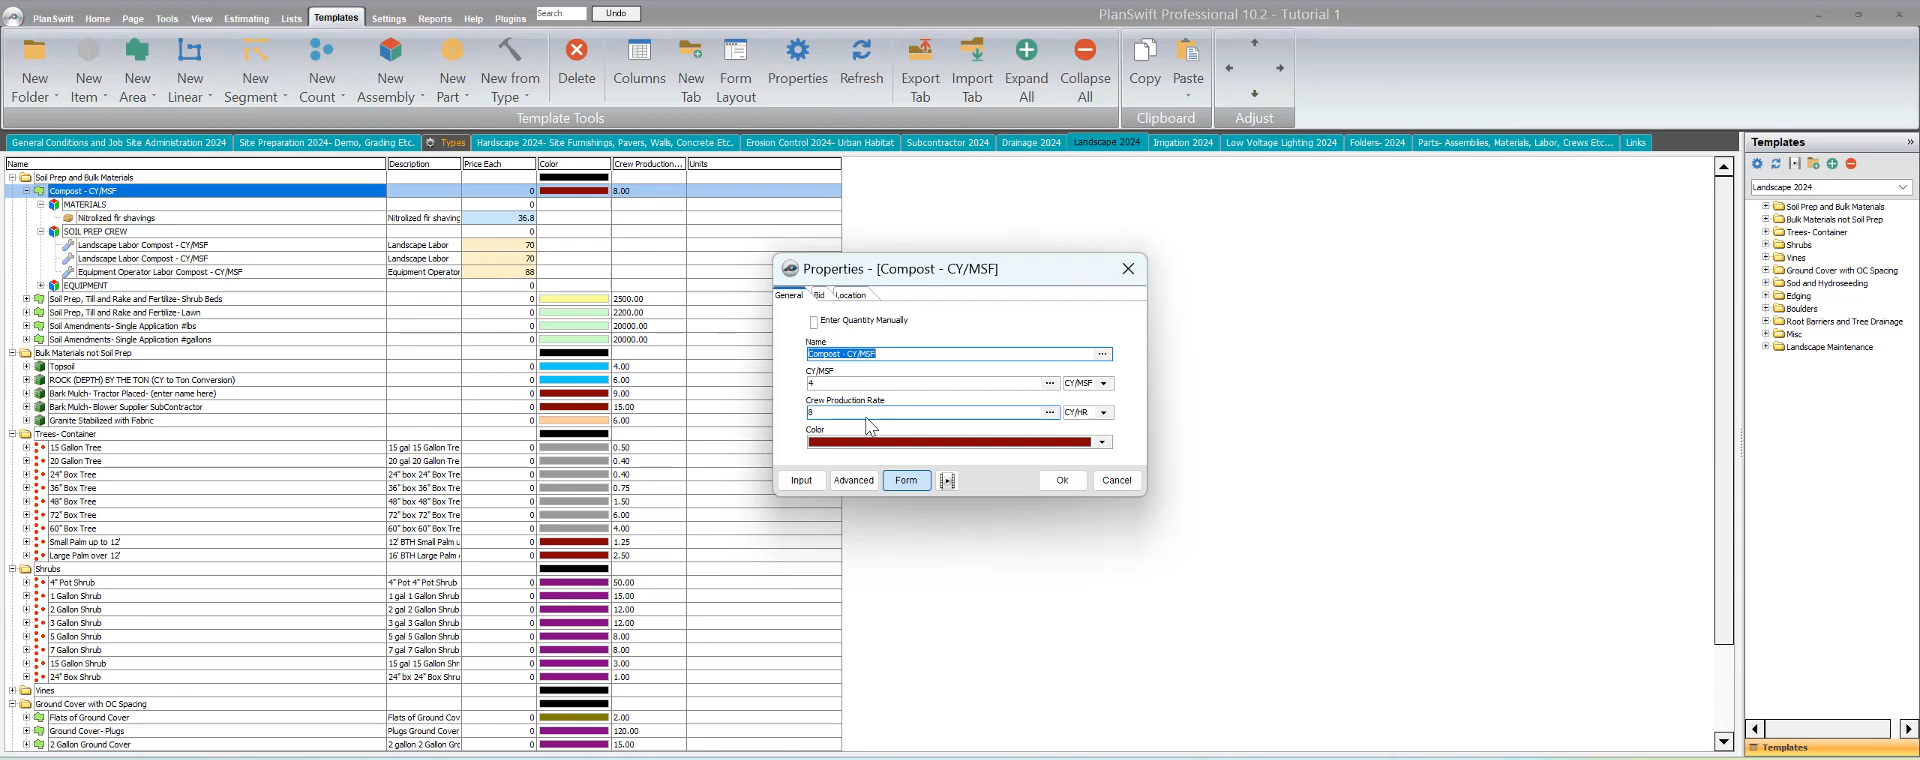 PlanSwift Home Page Tools View Estimating Lists Templates Settings Reports Help Plugins Search Undo PlanSwift Professional 10.2 - Tutorial 1
New Folder New Item New Area New Linear New Segment New Count New Assembly New Part New from Type Delete Columns New Tab Form Layout Properties Refresh Export Tab Import Tab Expand All Collapse All Copy Paste
Template Tools Clipboard Adjust
General Conditions and Job Site Administration 2024 Site Preparation 2024- Demo, Grading Etc. Types Hardscape 2024- Site Furnishings, Pavers, Walls, Concrete Etc. Erosion Control 2024- Urban Habitat Subcontractor 2024 Drainage 2024 Landscape 2024 Irrigation 2024 Low Voltage Lighting 2024 Folders- 2024 Parts- Assemblies, Materials, Labor, Crews Etc... Links
Name Description Price Each Color Crew Production... Units
Soil Prep and Bulk Materials
Compost - CY/MSF 0 8.00
MATERIALS 0
Nitrolized fir shavings Nitrolized fir shaving 36.8
SOIL PREP CREW 0
Landscape Labor Compost - CY/MSF Landscape Labor 70
Landscape Labor Compost - CY/MSF Landscape Labor 70
Equipment Operator Labor Compost - CY/MSF Equipment Operator 88
EQUIPMENT 0
Soil Prep, Till and Rake and Fertilize- Shrub Beds 0 2500.00
Soil Prep, Till and Rake and Fertilize- Lawn 0 2200.00
Soil Amendments- Single Application #lbs 0 20000.00
Soil Amendments- Single Application #gallons 0 20000.00
Bulk Materials not Soil Prep
Topsoil 0 4.00
ROCK (DEPTH) BY THE TON (CY to Ton Conversion) 0 6.00
Bark Mulch- Tractor Placed- (enter name here) 0 9.00
Bark Mulch- Blower Supplier SubContractor 0 15.00
Granite Stabilized with Fabric 0 6.00
Trees- Container
15 Gallon Tree 15 gal 15 Gallon Tree 0 0.50
20 Gallon Tree 20 gal 20 Gallon Tree 0 0.40
24" Box Tree 24" box 24" Box Tre 0 0.40
36" Box Tree 36" box 36" Box Tre 0 0.75
48" Box Tree 48" box 48" Box Tre 0 1.50
72" Box Tree 72" box 72" Box Tre 0 6.00
60" Box Tree 60" box 60" Box Tre 0 4.00
Small Palm up to 12' 12' BTH Small Palm u 0 1.25
Large Palm over 12' 16' BTH Large Palm 0 2.50
Shrubs
4" Pot Shrub 4" Pot 4" Pot Shrub 0 50.00
1 Gallon Shrub 1 gal 1 Gallon Shrub 0 15.00
2 Gallon Shrub 2 gal 2 Gallon Shrub 0 12.00
3 Gallon Shrub 3 gal 3 Gallon Shrub 0 12.00
5 Gallon Shrub 5 gal 5 Gallon Shrub 0 8.00
7 Gallon Shrub 7 gal 7 Gallon Shrub 0 8.00
15 Gallon Shrub 15 gal 15 Gallon Shr 0 3.00
24" Box Shrub 24" bx 24" Box Shru 0 1.00
Vines
Ground Cover with OC Spacing
Flats of Ground Cover Flats of Ground Cov 0 2.00
Ground Cover- Plugs Plugs Ground Cover 0 120.00
2 Gallon Ground Cover 2 gallon 2 Gallon Grc 0 15.00
Properties - [Compost - CY/MSF]
General Bid Location
Enter Quantity Manually
Name
Compost - CY/MSF ...
CY/MSF
4 ... CY/MSF
Crew Production Rate
8 ... CY/HR
Color
Input Advanced Form Ok Cancel
Templates »
Landscape 2024
Soil Prep and Bulk Materials
Bulk Materials not Soil Prep
Trees- Container
Shrubs
Vines
Ground Cover with OC Spacing
Sod and Hydroseeding
Edging
Boulders
Root Barriers and Tree Drainage
Misc
Landscape Maintenance
Templates